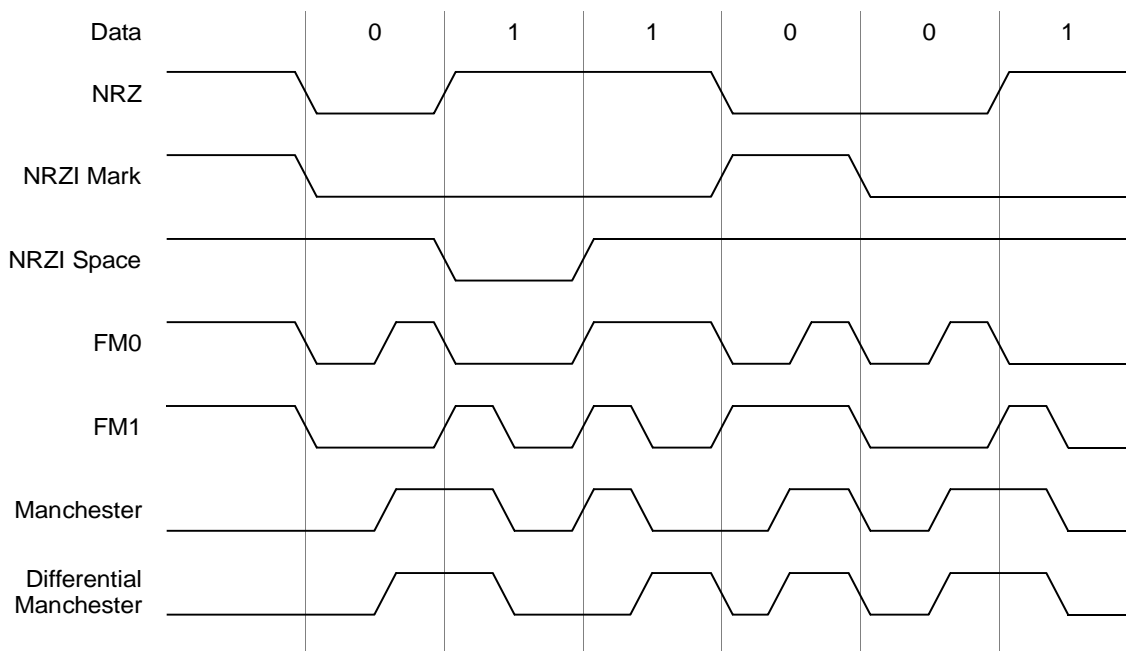 Data 0 1 1 0 0 1
NRZ
NRZI Mark
NRZI Space
FM0
FM1
Manchester
Differential
Manchester